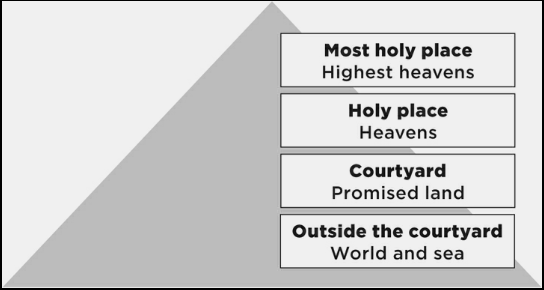 Most holy place
Highest heavens
Holy place
Heavens
Courtyard
Promised land
Outside the courtyard
World and sea